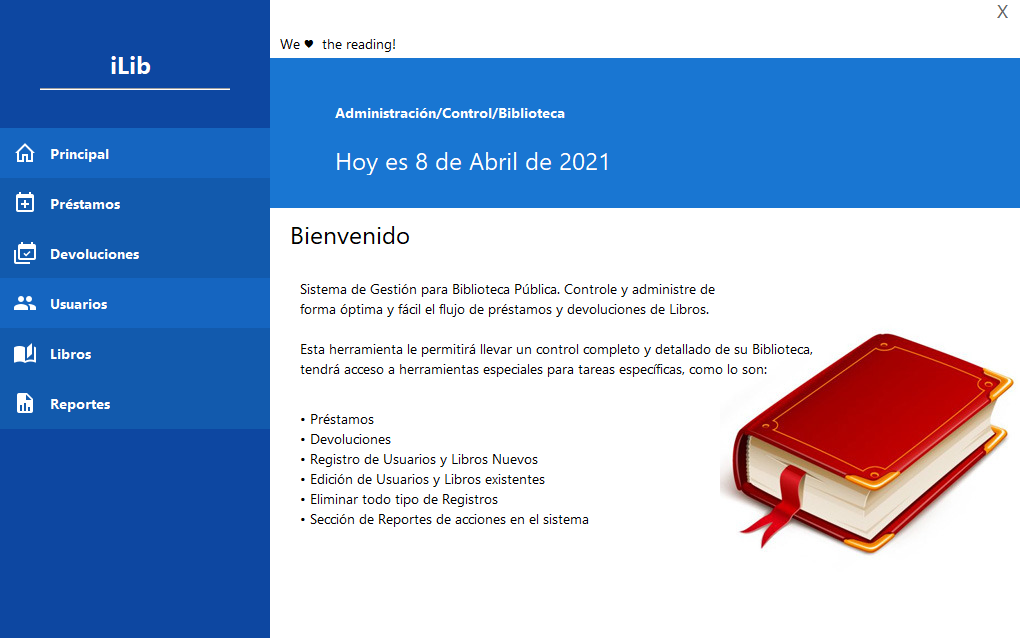 X
We ♥ the reading!
iLib
Administración/Control/Biblioteca
Hoy es 8 de Abril de 2021
Principal
Préstamos
Devoluciones
Usuarios
Libros
Reportes
Bienvenido
Sistema de Gestión para Biblioteca Pública. Controle y administre de
forma óptima y fácil el flujo de préstamos y devoluciones de Libros.
Esta herramienta le permitirá llevar un control completo y detallado de su Biblioteca,
tendrá acceso a herramientas especiales para tareas específicas, como lo son:
• Préstamos
• Devoluciones
• Registro de Usuarios y Libros Nuevos
• Edición de Usuarios y Libros existentes
• Eliminar todo tipo de Registros
• Sección de Reportes de acciones en el sistema